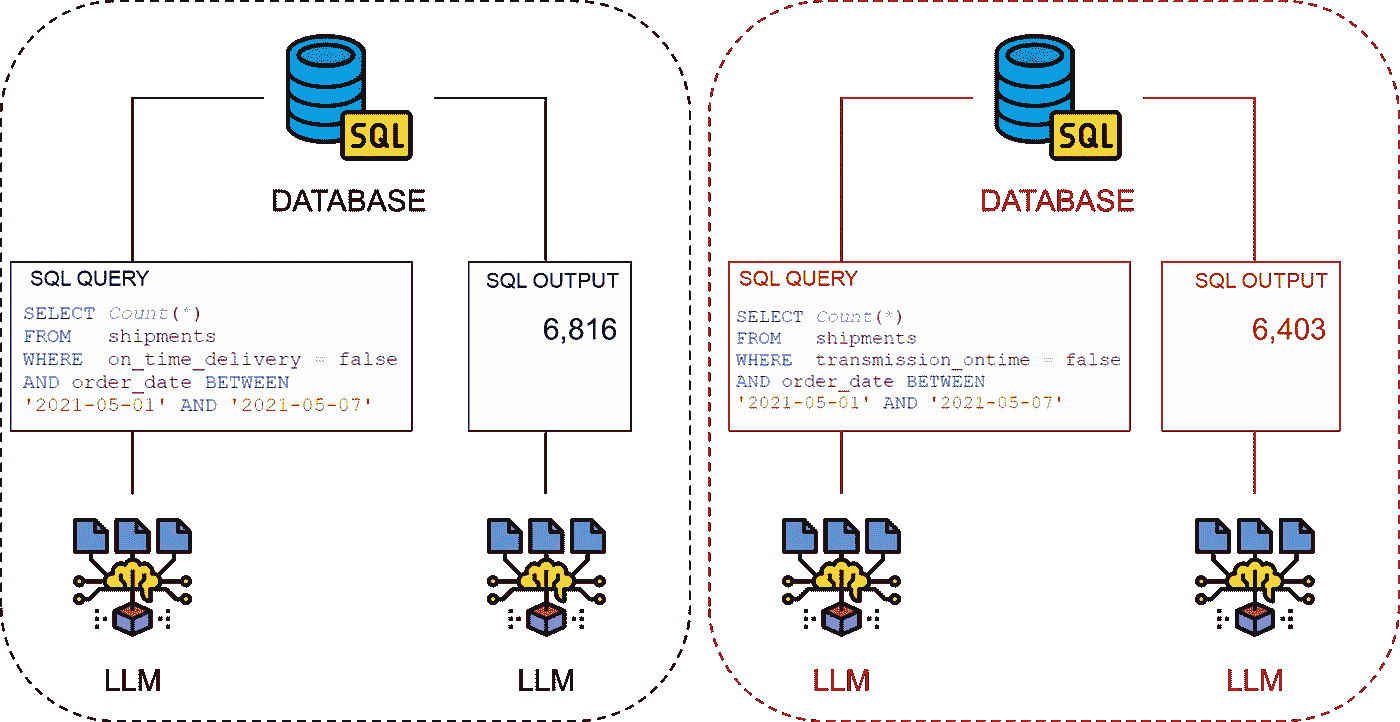 SQL
DATABASE
SQL QUERY
SELECT Count(*)
FROM shipments
WHERE on_time_delivery = false
AND order_date BETWEEN
'2021-05-01' AND '2021-05-07'
SQL OUTPUT
6,816
LLM
LLM
SQL
DATABASE
SQL QUERY
SELECT Count(*)
FROM shipments
WHERE transmission_ontime = false
AND order_date BETWEEN
'2021-05-01' AND '2021-05-07'
SQL OUTPUT
6,403
LLM
LLM